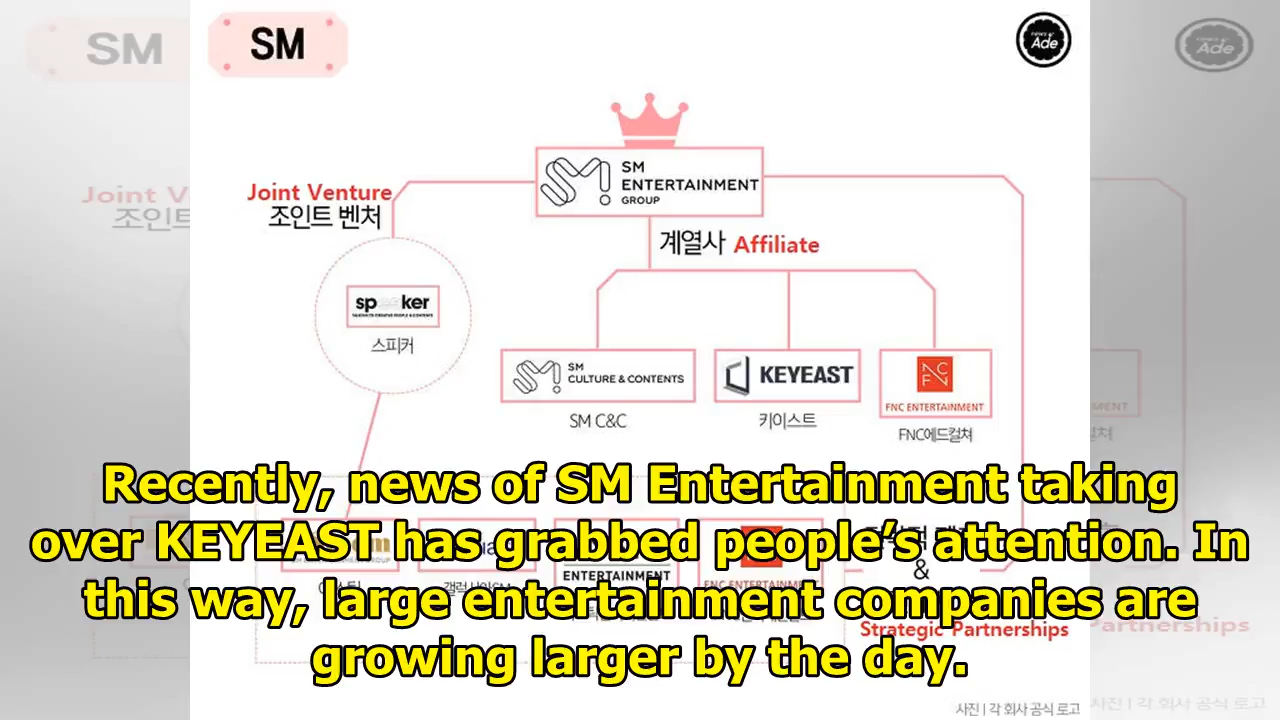 SM
news
Ade
SM
ENTERTAINMENT
GROUP
Joint Venture
조인트 벤처
계열사 Affiliate
speaker
스피커
SM
CULTURE & CONTENTS
SM C&C
KEYEAST
키이스트
FNC ENTERTAINMENT
FNC에드컬쳐
Recently, news of SM Entertainment taking
over KEYEAST has grabbed people’s attention. In
this way, large entertainment companies are
growing larger by the day.
ENTERTAINMENT
&
Strategic Partnerships
사진 | 각 회사 공식 로고